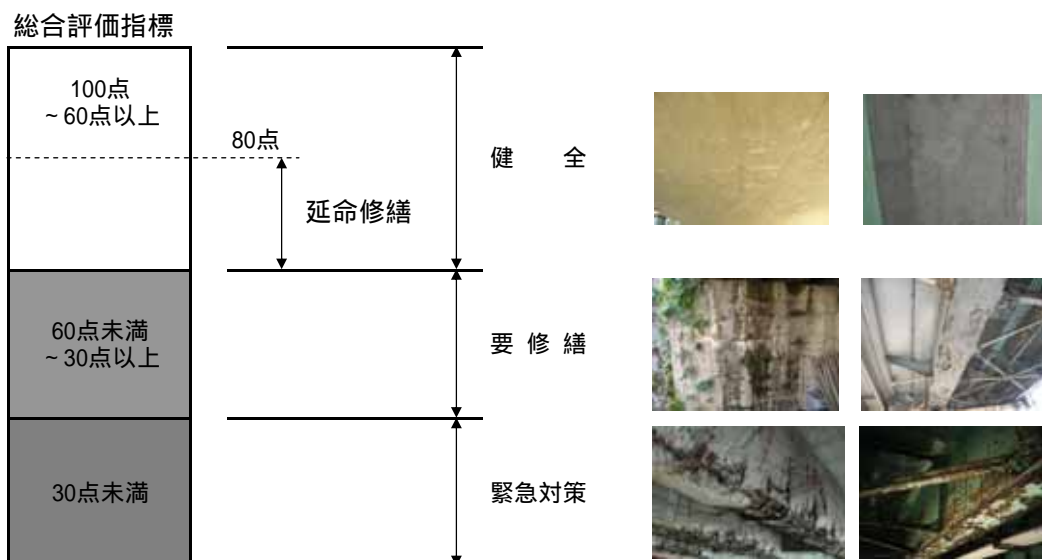 総合評価指標
100点
~60点以上
80点
健　全
延命修繕
60点未満
~30点以上
要 修 繕
30点未満
緊急対策